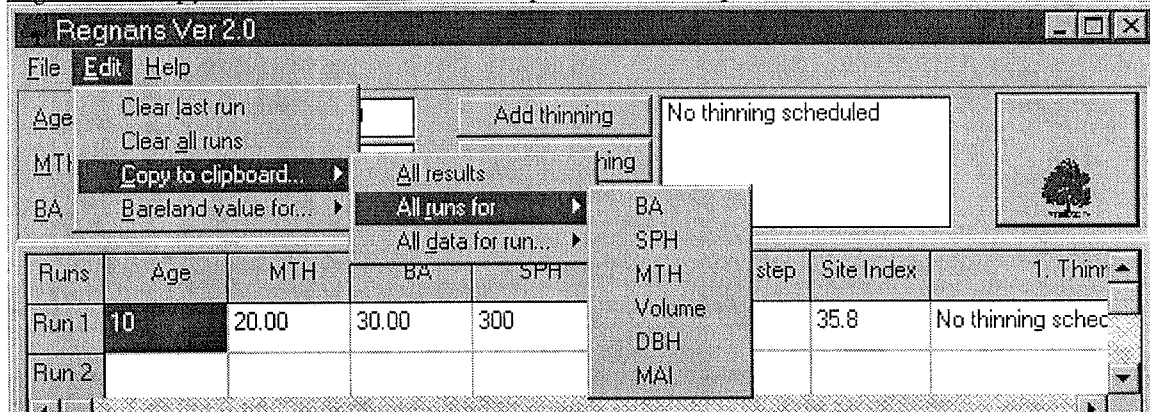 Regnans Ver 2.0
File Edit Help
Age
MTH
BA
Clear last run
Clear all runs
Copy to clipboard...
Bareland value for...
Add thinning
No thinning scheduled
All results
All runs for
All data for run...
BA
SPH
MTH
Volume
DBH
MAI
Runs Age MTH BA SPH step Site Index 1. Thinn
Run 1 10 20.00 30.00 300 35.8 No thinning schec
Run 2